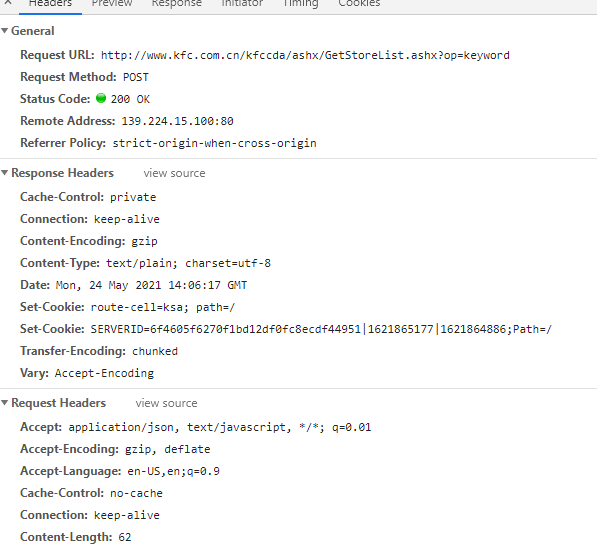 Headers Preview Response Initiator Timing Cookies
General
Request URL: http://www.kfc.com.cn/kfccda/ashx/GetStoreList.ashx?op=keyword
Request Method: POST
Status Code: 200 OK
Remote Address: 139.224.15.100:80
Referrer Policy: strict-origin-when-cross-origin
Response Headers view source
Cache-Control: private
Connection: keep-alive
Content-Encoding: gzip
Content-Type: text/plain; charset=utf-8
Date: Mon, 24 May 2021 14:06:17 GMT
Set-Cookie: route-cell=ksa; path=/
Set-Cookie: SERVERID=6f4605f6270f1bd12df0fc8ecdf44951|1621865177|1621864886;Path=/
Transfer-Encoding: chunked
Vary: Accept-Encoding
Request Headers view source
Accept: application/json, text/javascript, */*; q=0.01
Accept-Encoding: gzip, deflate
Accept-Language: en-US,en;q=0.9
Cache-Control: no-cache
Connection: keep-alive
Content-Length: 62